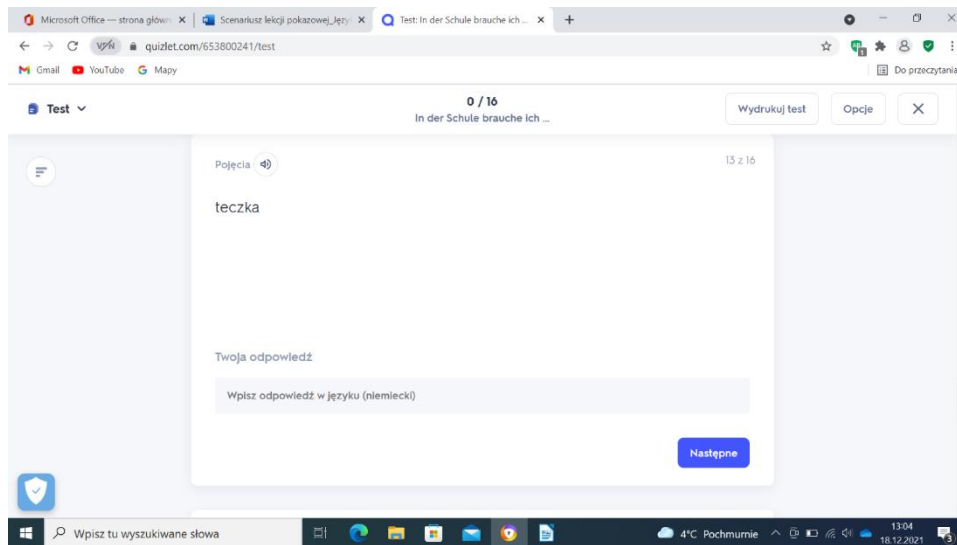 Microsoft Office — strona główn
Scenariusz lekcji pokazowej_Języ
Test: In der Schule brauche ich ...
VPN
quizlet.com/653800241/test
Gmail
YouTube
Mapy
Do przeczytania
Test
0 / 16
In der Schule brauche ich ...
Wydrukuj test
Opcje
Pojęcia
13 z 16
teczka
Twoja odpowiedź
Wpisz odpowiedź w języku (niemiecki)
Następne
Wpisz tu wyszukiwane słowa
4°C Pochmurnie
13:04
18.12.2021